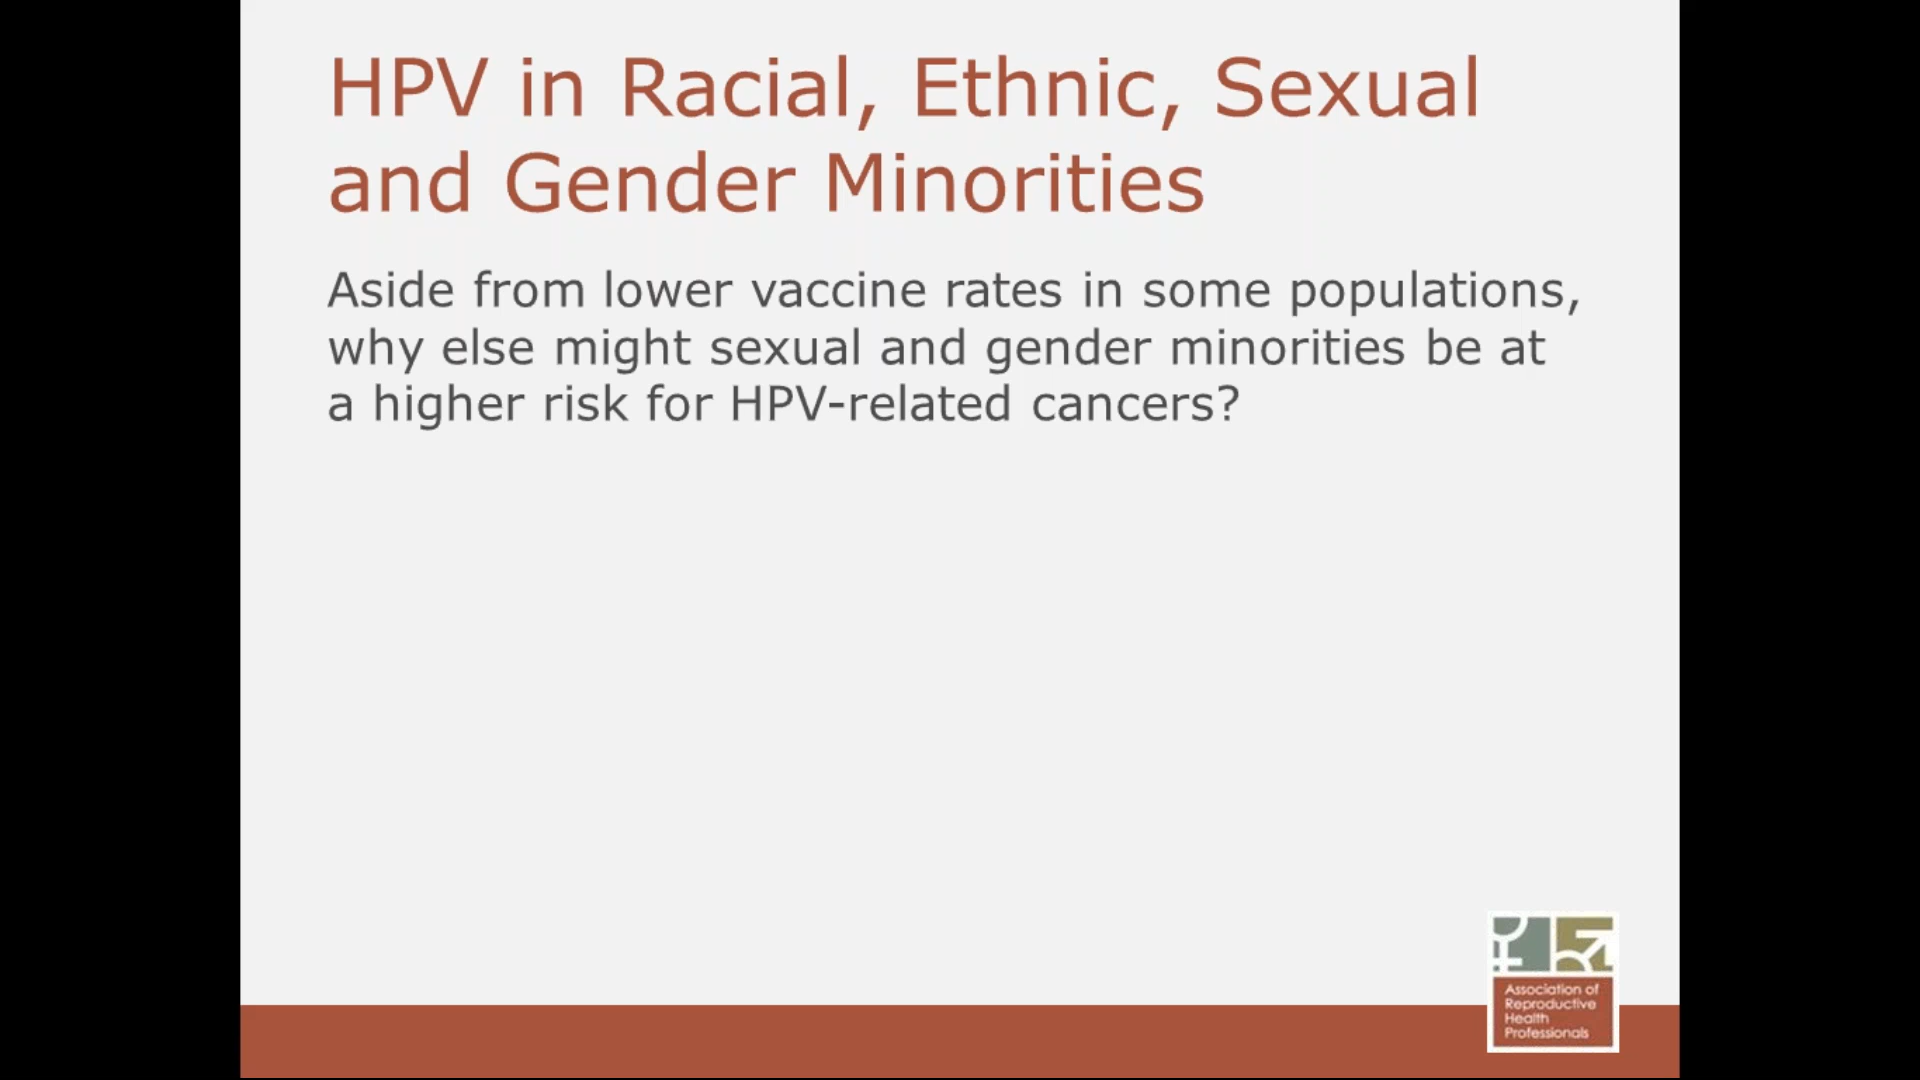 HPV in Racial, Ethnic, Sexual
and Gender Minorities
Aside from lower vaccine rates in some populations,
why else might sexual and gender minorities be at
a higher risk for HPV-related cancers?
Association of
Reproductive
Health
Professionals